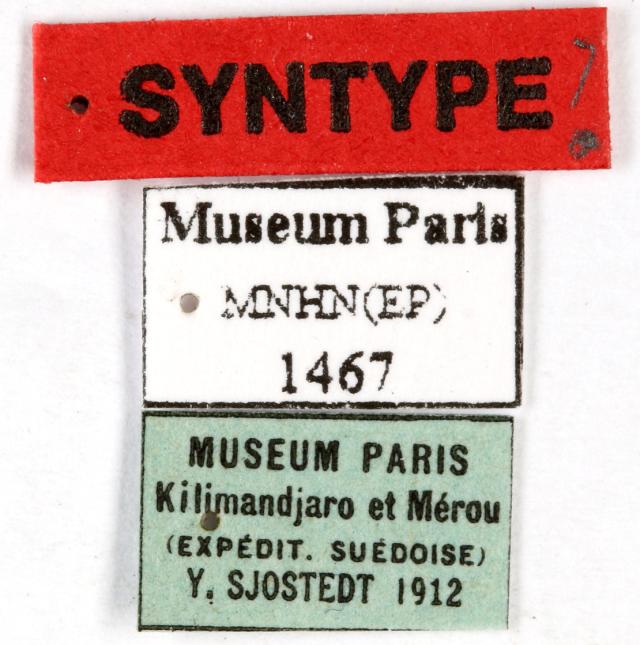 SYNTYPE ?
Museum Paris
MNHN(EP)
1467
MUSEUM PARIS
Kilimandjaro et Mérou
(EXPÉDIT. SUÉDOISE)
Y. SJOSTEDT 1912